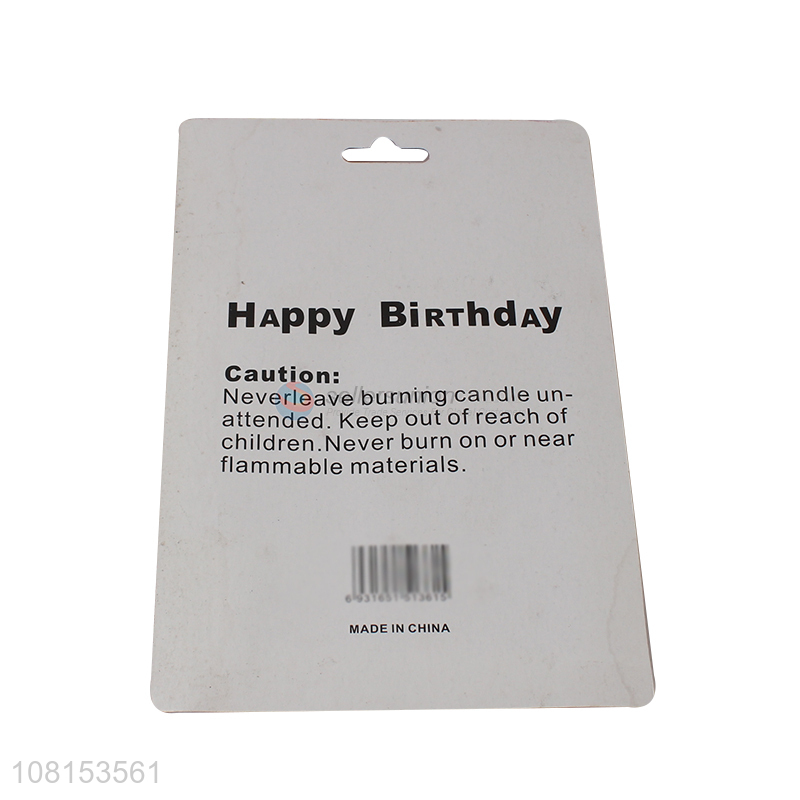 HAppy BiRThdAy
Caution:
Neverleave burning candle un-
attended. Keep out of reach of
children.Never burn on or near
flammable materials.
MADE IN CHINA
108153561